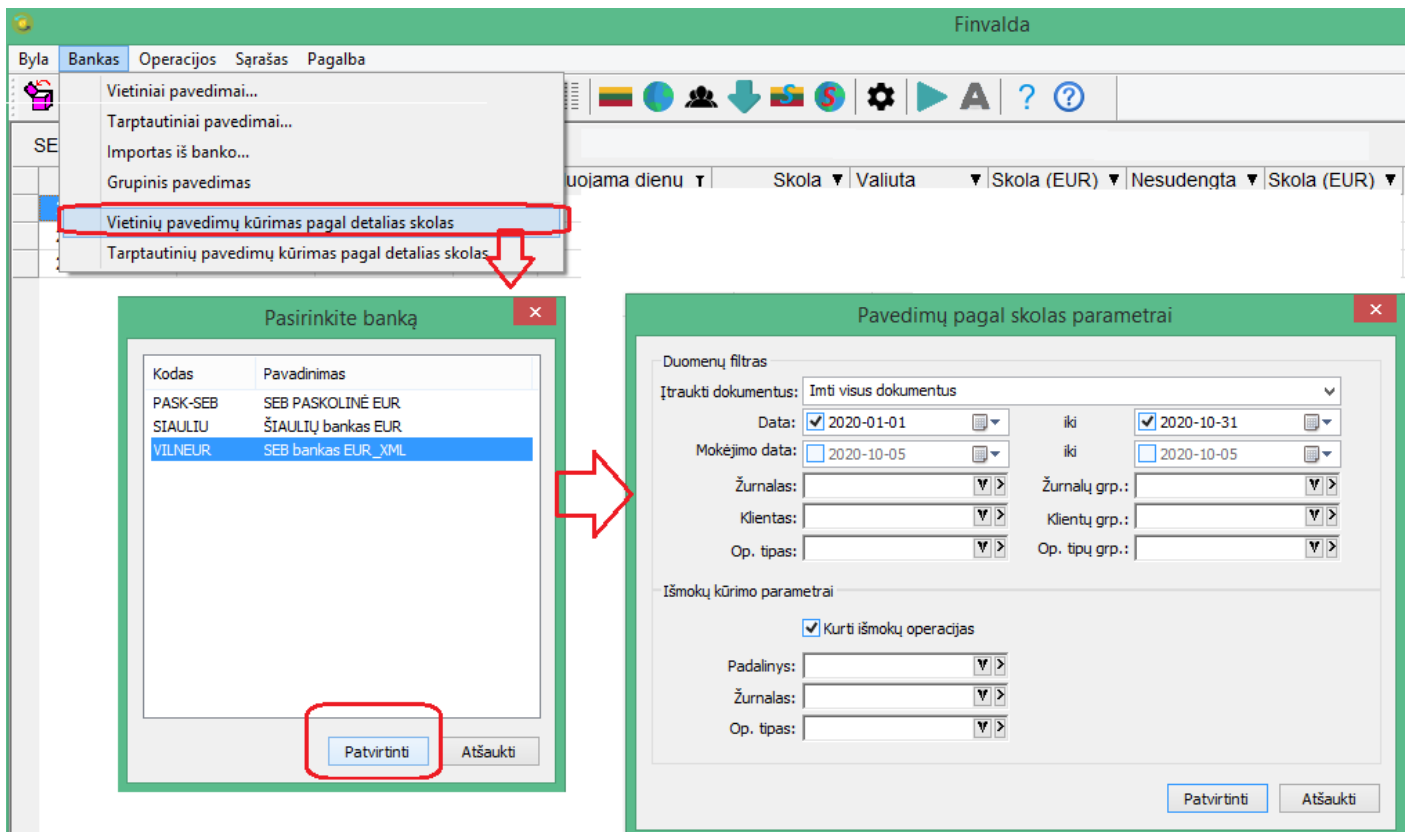 Finvalda
Byla Bankas Operacijos Sąrašas Pagalba
Vietiniai pavedimai...
Tarptautiniai pavedimai...
Importas iš banko...
Grupinis pavedimas
Vietinių pavedimų kūrimas pagal detalias skolas
Tarptautinių pavedimų kūrimas pagal detalias skolas
SE
uojama dienų Skola Valiuta Skola (EUR) Nesudengta Skola (EUR)
Pasirinkite banką
Kodas Pavadinimas
PASK-SEB SEB PASKOLINĖ EUR
SIAULIU ŠIAULIŲ bankas EUR
VILNEUR SEB bankas EUR_XML
Patvirtinti Atšaukti
Pavedimų pagal skolas parametrai
Duomenų filtras
Įtraukti dokumentus: Imti visus dokumentus
Data: 2020-01-01 iki 2020-10-31
Mokėjimo data: 2020-10-05 iki 2020-10-05
Žurnalas: Žurnalų grp.:
Klientas: Klientų grp.:
Op. tipas: Op. tipų grp.:
Išmokų kūrimo parametrai
Kurti išmokų operacijas
Padalinys:
Žurnalas:
Op. tipas:
Patvirtinti Atšaukti